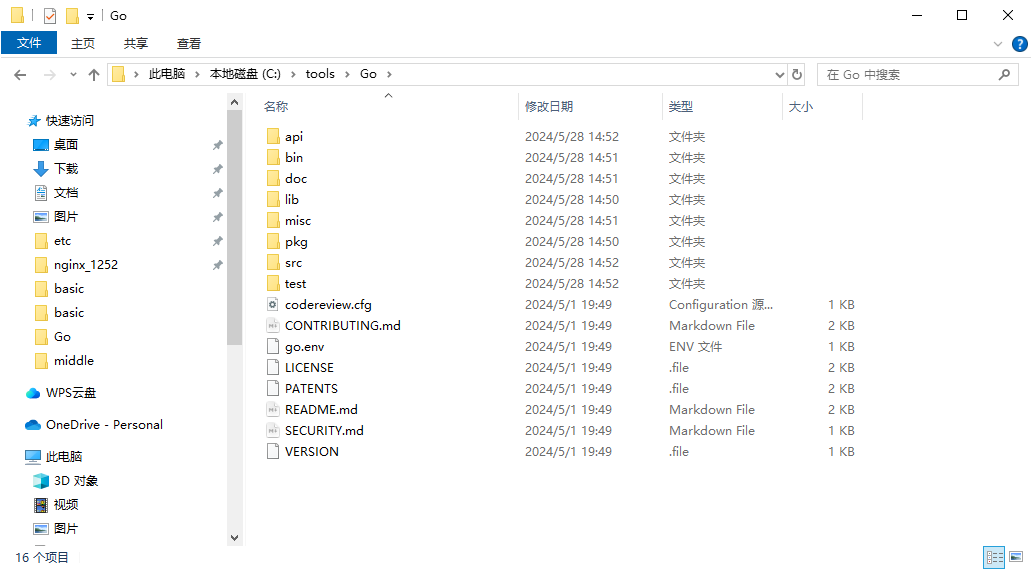 Go
文件 主页 共享 查看
此电脑 本地磁盘 (C:) tools Go
在 Go 中搜索
快速访问
桌面
下载
文档
图片
etc
nginx_1252
basic
basic
Go
middle
WPS云盘
OneDrive - Personal
此电脑
3D 对象
视频
图片
名称 修改日期 类型 大小
api 2024/5/28 14:52 文件夹
bin 2024/5/28 14:51 文件夹
doc 2024/5/28 14:51 文件夹
lib 2024/5/28 14:50 文件夹
misc 2024/5/28 14:51 文件夹
pkg 2024/5/28 14:50 文件夹
src 2024/5/28 14:52 文件夹
test 2024/5/28 14:52 文件夹
codereview.cfg 2024/5/1 19:49 Configuration 源... 1 KB
CONTRIBUTING.md 2024/5/1 19:49 Markdown File 2 KB
go.env 2024/5/1 19:49 ENV 文件 1 KB
LICENSE 2024/5/1 19:49 .file 2 KB
PATENTS 2024/5/1 19:49 .file 2 KB
README.md 2024/5/1 19:49 Markdown File 2 KB
SECURITY.md 2024/5/1 19:49 Markdown File 1 KB
VERSION 2024/5/1 19:49 .file 1 KB
16 个项目